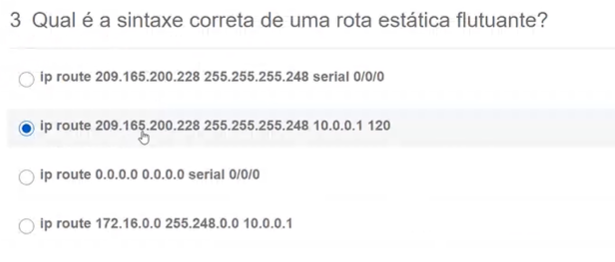 3 Qual é a sintaxe correta de uma rota estática flutuante?
ip route 209.165.200.228 255.255.255.248 serial 0/0/0
ip route 209.165.200.228 255.255.255.248 10.0.0.1 120
ip route 0.0.0.0 0.0.0.0 serial 0/0/0
ip route 172.16.0.0 255.248.0.0 10.0.0.1